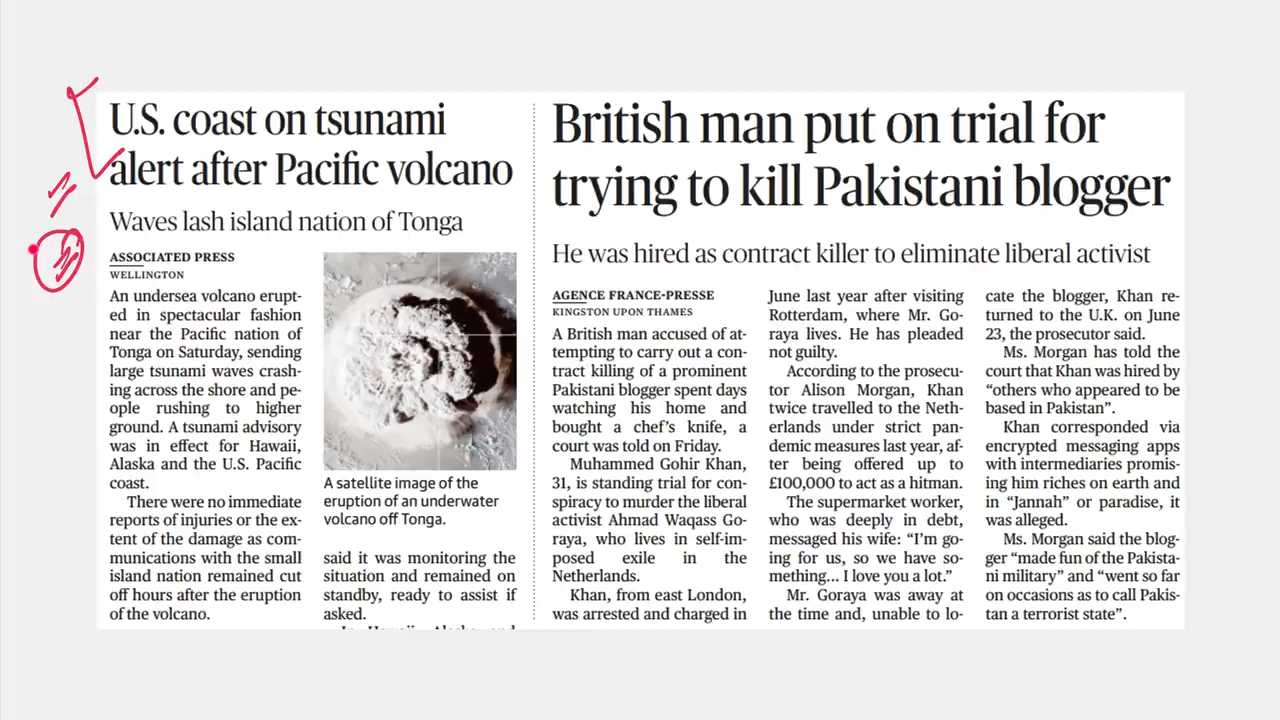 U.S. coast on tsunami
alert after Pacific volcano
Waves lash island nation of Tonga
ASSOCIATED PRESS
WELLINGTON
An undersea volcano erupt-
ed in spectacular fashion
near the Pacific nation of
Tonga on Saturday, sending
large tsunami waves crash-
ing across the shore and pe-
ople rushing to higher
ground. A tsunami advisory
was in effect for Hawaii,
Alaska and the U.S. Pacific
coast.
There were no immediate
reports of injuries or the ex-
tent of the damage as com-
munications with the small
island nation remained cut
off hours after the eruption
of the volcano.
A satellite image of the
eruption of an underwater
volcano off Tonga.
said it was monitoring the
situation and remained on
standby, ready to assist if
asked.
British man put on trial for
trying to kill Pakistani blogger
He was hired as contract killer to eliminate liberal activist
AGENCE FRANCE-PRESSE
KINGSTON UPON THAMES
A British man accused of at-
tempting to carry out a con-
tract killing of a prominent
Pakistani blogger spent days
watching his home and
bought a chef's knife, a
court was told on Friday.
Muhammed Gohir Khan,
31, is standing trial for con-
spiracy to murder the liberal
activist Ahmad Waqass Go-
raya, who lives in self-im-
posed exile in the
Netherlands.
Khan, from east London,
was arrested and charged in
June last year after visiting
Rotterdam, where Mr. Go-
raya lives. He has pleaded
not guilty.
According to the prosecu-
tor Alison Morgan, Khan
twice travelled to the Neth-
erlands under strict pan-
demic measures last year, af-
ter being offered up to
£100,000 to act as a hitman.
The supermarket worker,
who was deeply in debt,
messaged his wife: “I'm go-
ing for us, so we have so-
mething... I love you a lot.”
Mr. Goraya was away at
the time and, unable to lo-
cate the blogger, Khan re-
turned to the U.K. on June
23, the prosecutor said.
Ms. Morgan has told the
court that Khan was hired by
“others who appeared to be
based in Pakistan”.
Khan corresponded via
encrypted messaging apps
with intermediaries promis-
ing him riches on earth and
in “Jannah” or paradise, it
was alleged.
Ms. Morgan said the blog-
ger “made fun of the Pakista-
ni military” and “went so far
on occasions as to call Pakis-
tan a terrorist state”.